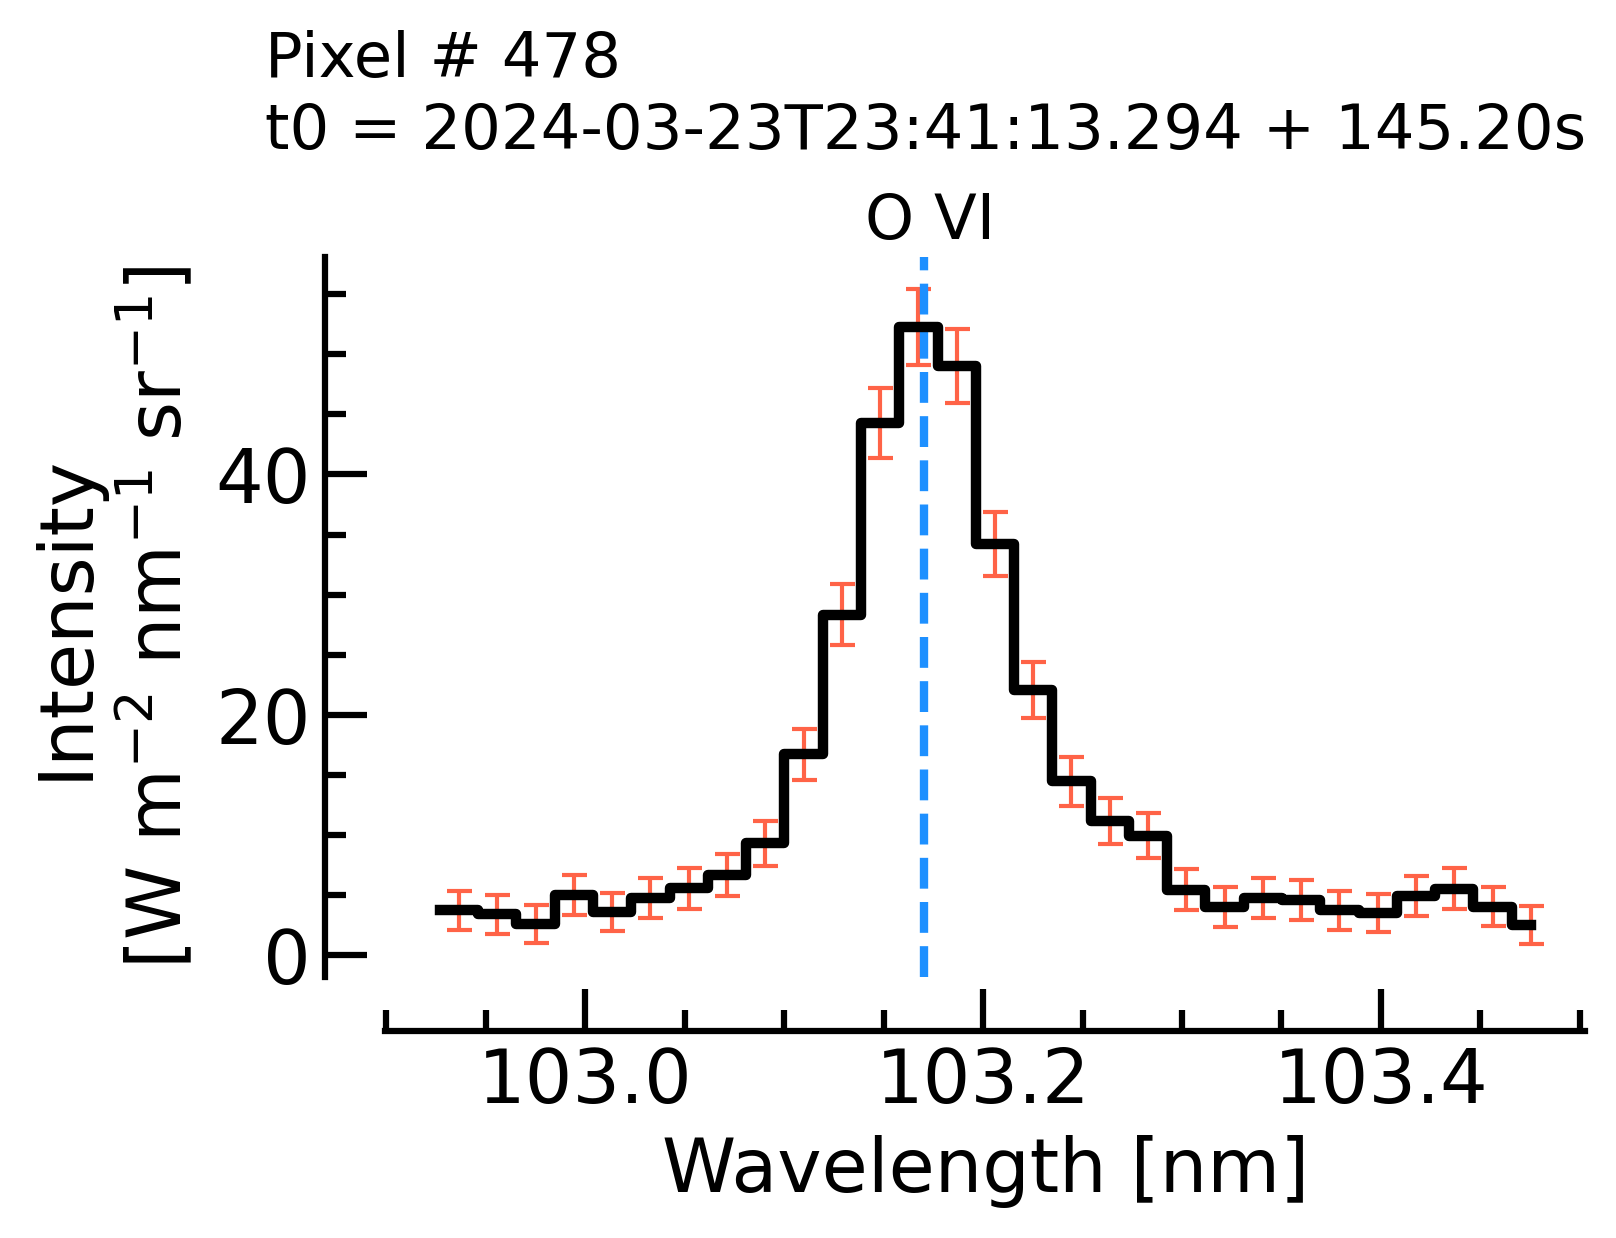 Pixel # 478
t0 = 2024-03-23T23:41:13.294 + 145.20s
O VI
Intensity
[W m⁻² nm⁻¹ sr⁻¹]
40
20
0
103.0 103.2 103.4
Wavelength [nm]